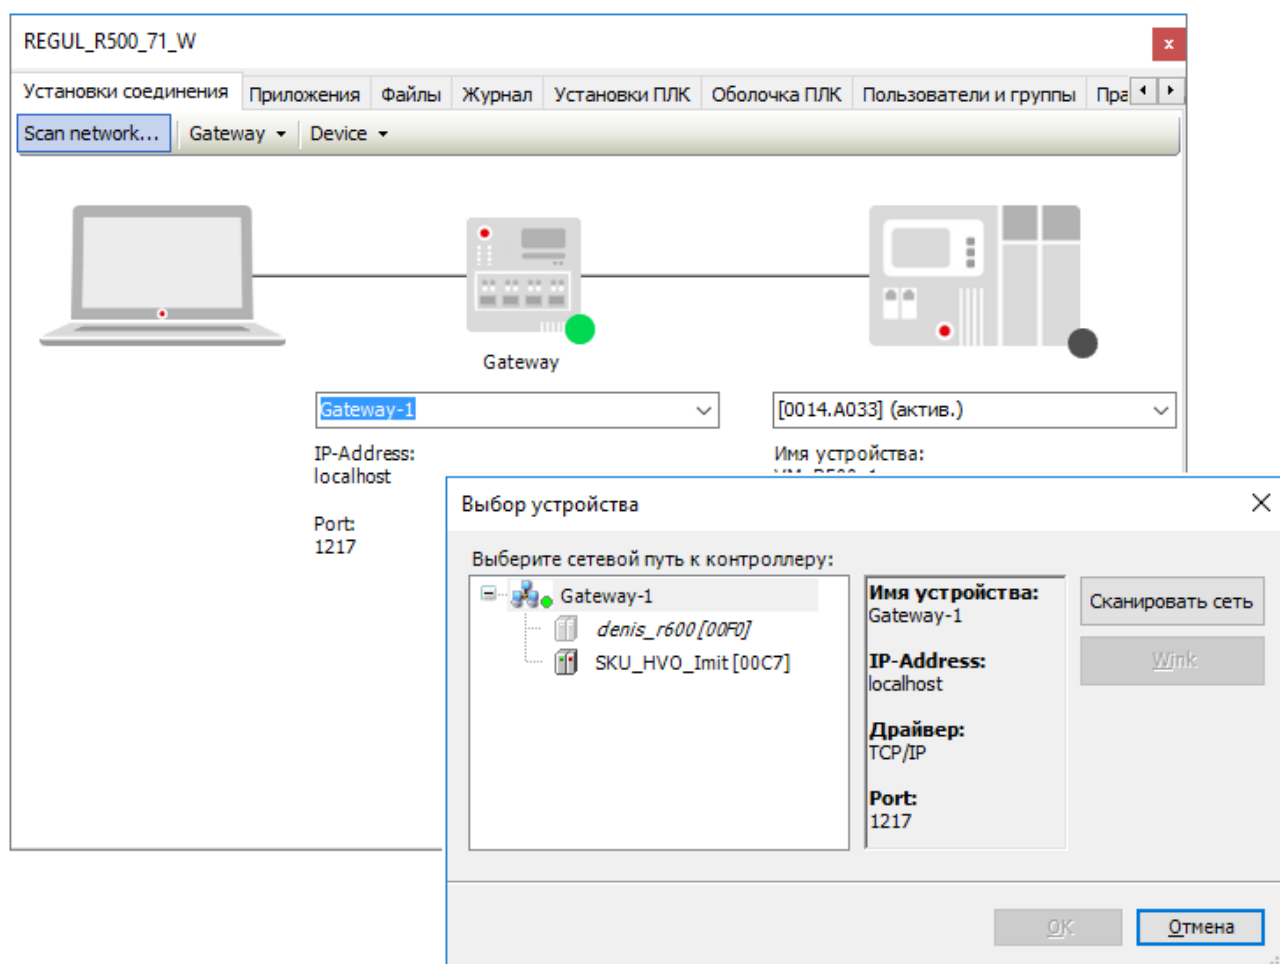 REGUL_R500_71_W
x
Установки соединения Приложения Файлы Журнал Установки ПЛК Оболочка ПЛК Пользователи и группы Пра
Scan network... Gateway Device
Gateway
Gateway-1 [0014.A033] (актив.)
IP-Address: Имя устройства:
localhost
Port:
1217
Выбор устройства
Выберите сетевой путь к контроллеру:
Gateway-1
denis_r600 [00F0]
SKU_HVO_Imit [00C7]
Имя устройства:
Gateway-1
IP-Address:
localhost
Драйвер:
TCP/IP
Port:
1217
Сканировать сеть
Wink
OK Отмена